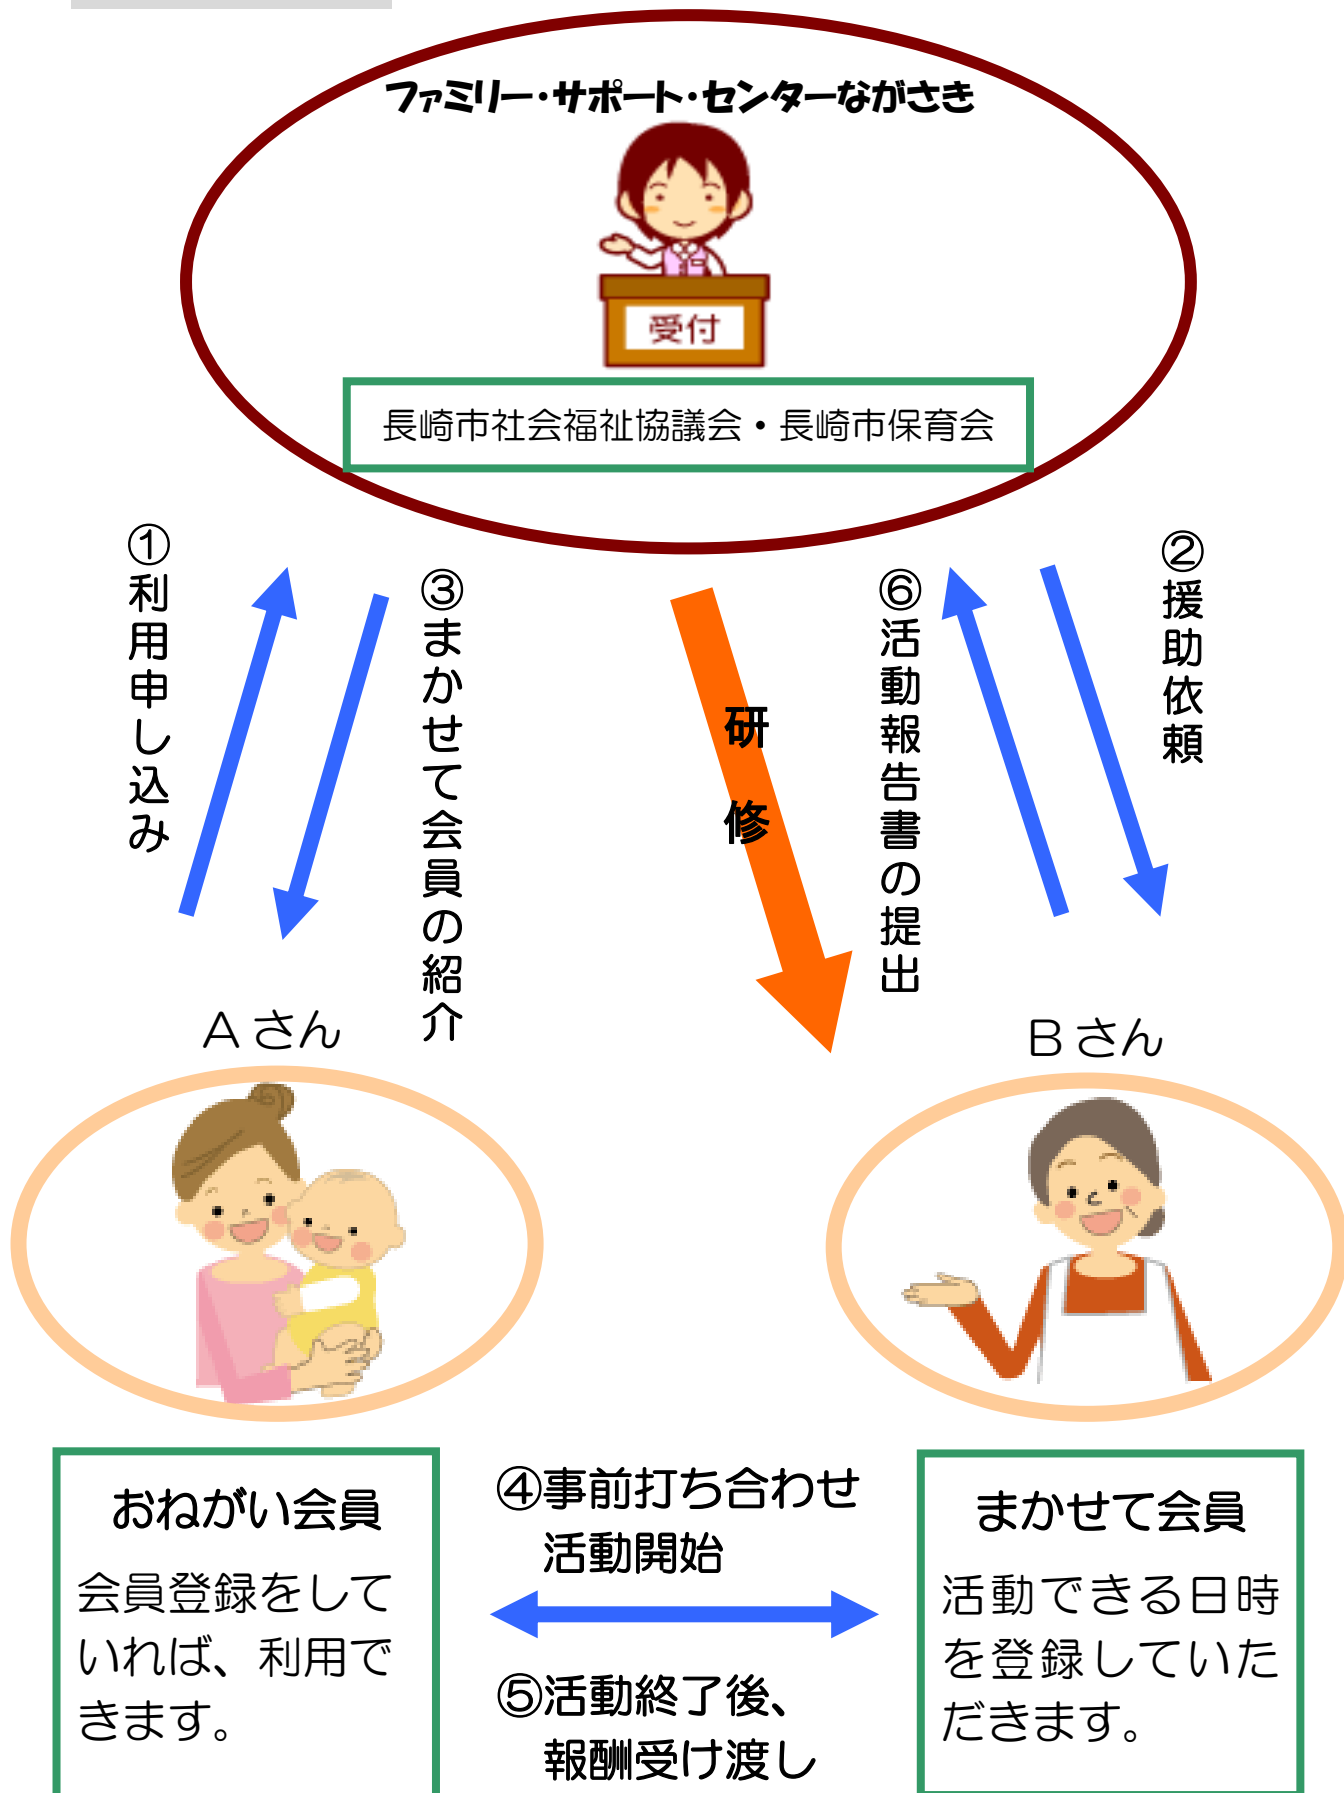 ファミリー・サポート・センターながさき
受付
長崎市社会福祉協議会・長崎市保育会
①利用申し込み
③まかせて会員の紹介
研修
⑥活動報告書の提出
②援助依頼
Aさん
Bさん
おねがい会員
会員登録をして
いれば、利用で
きます。
④事前打ち合わせ
活動開始
⑤活動終了後、
報酬受け渡し
まかせて会員
活動できる日時
を登録していた
だきます。